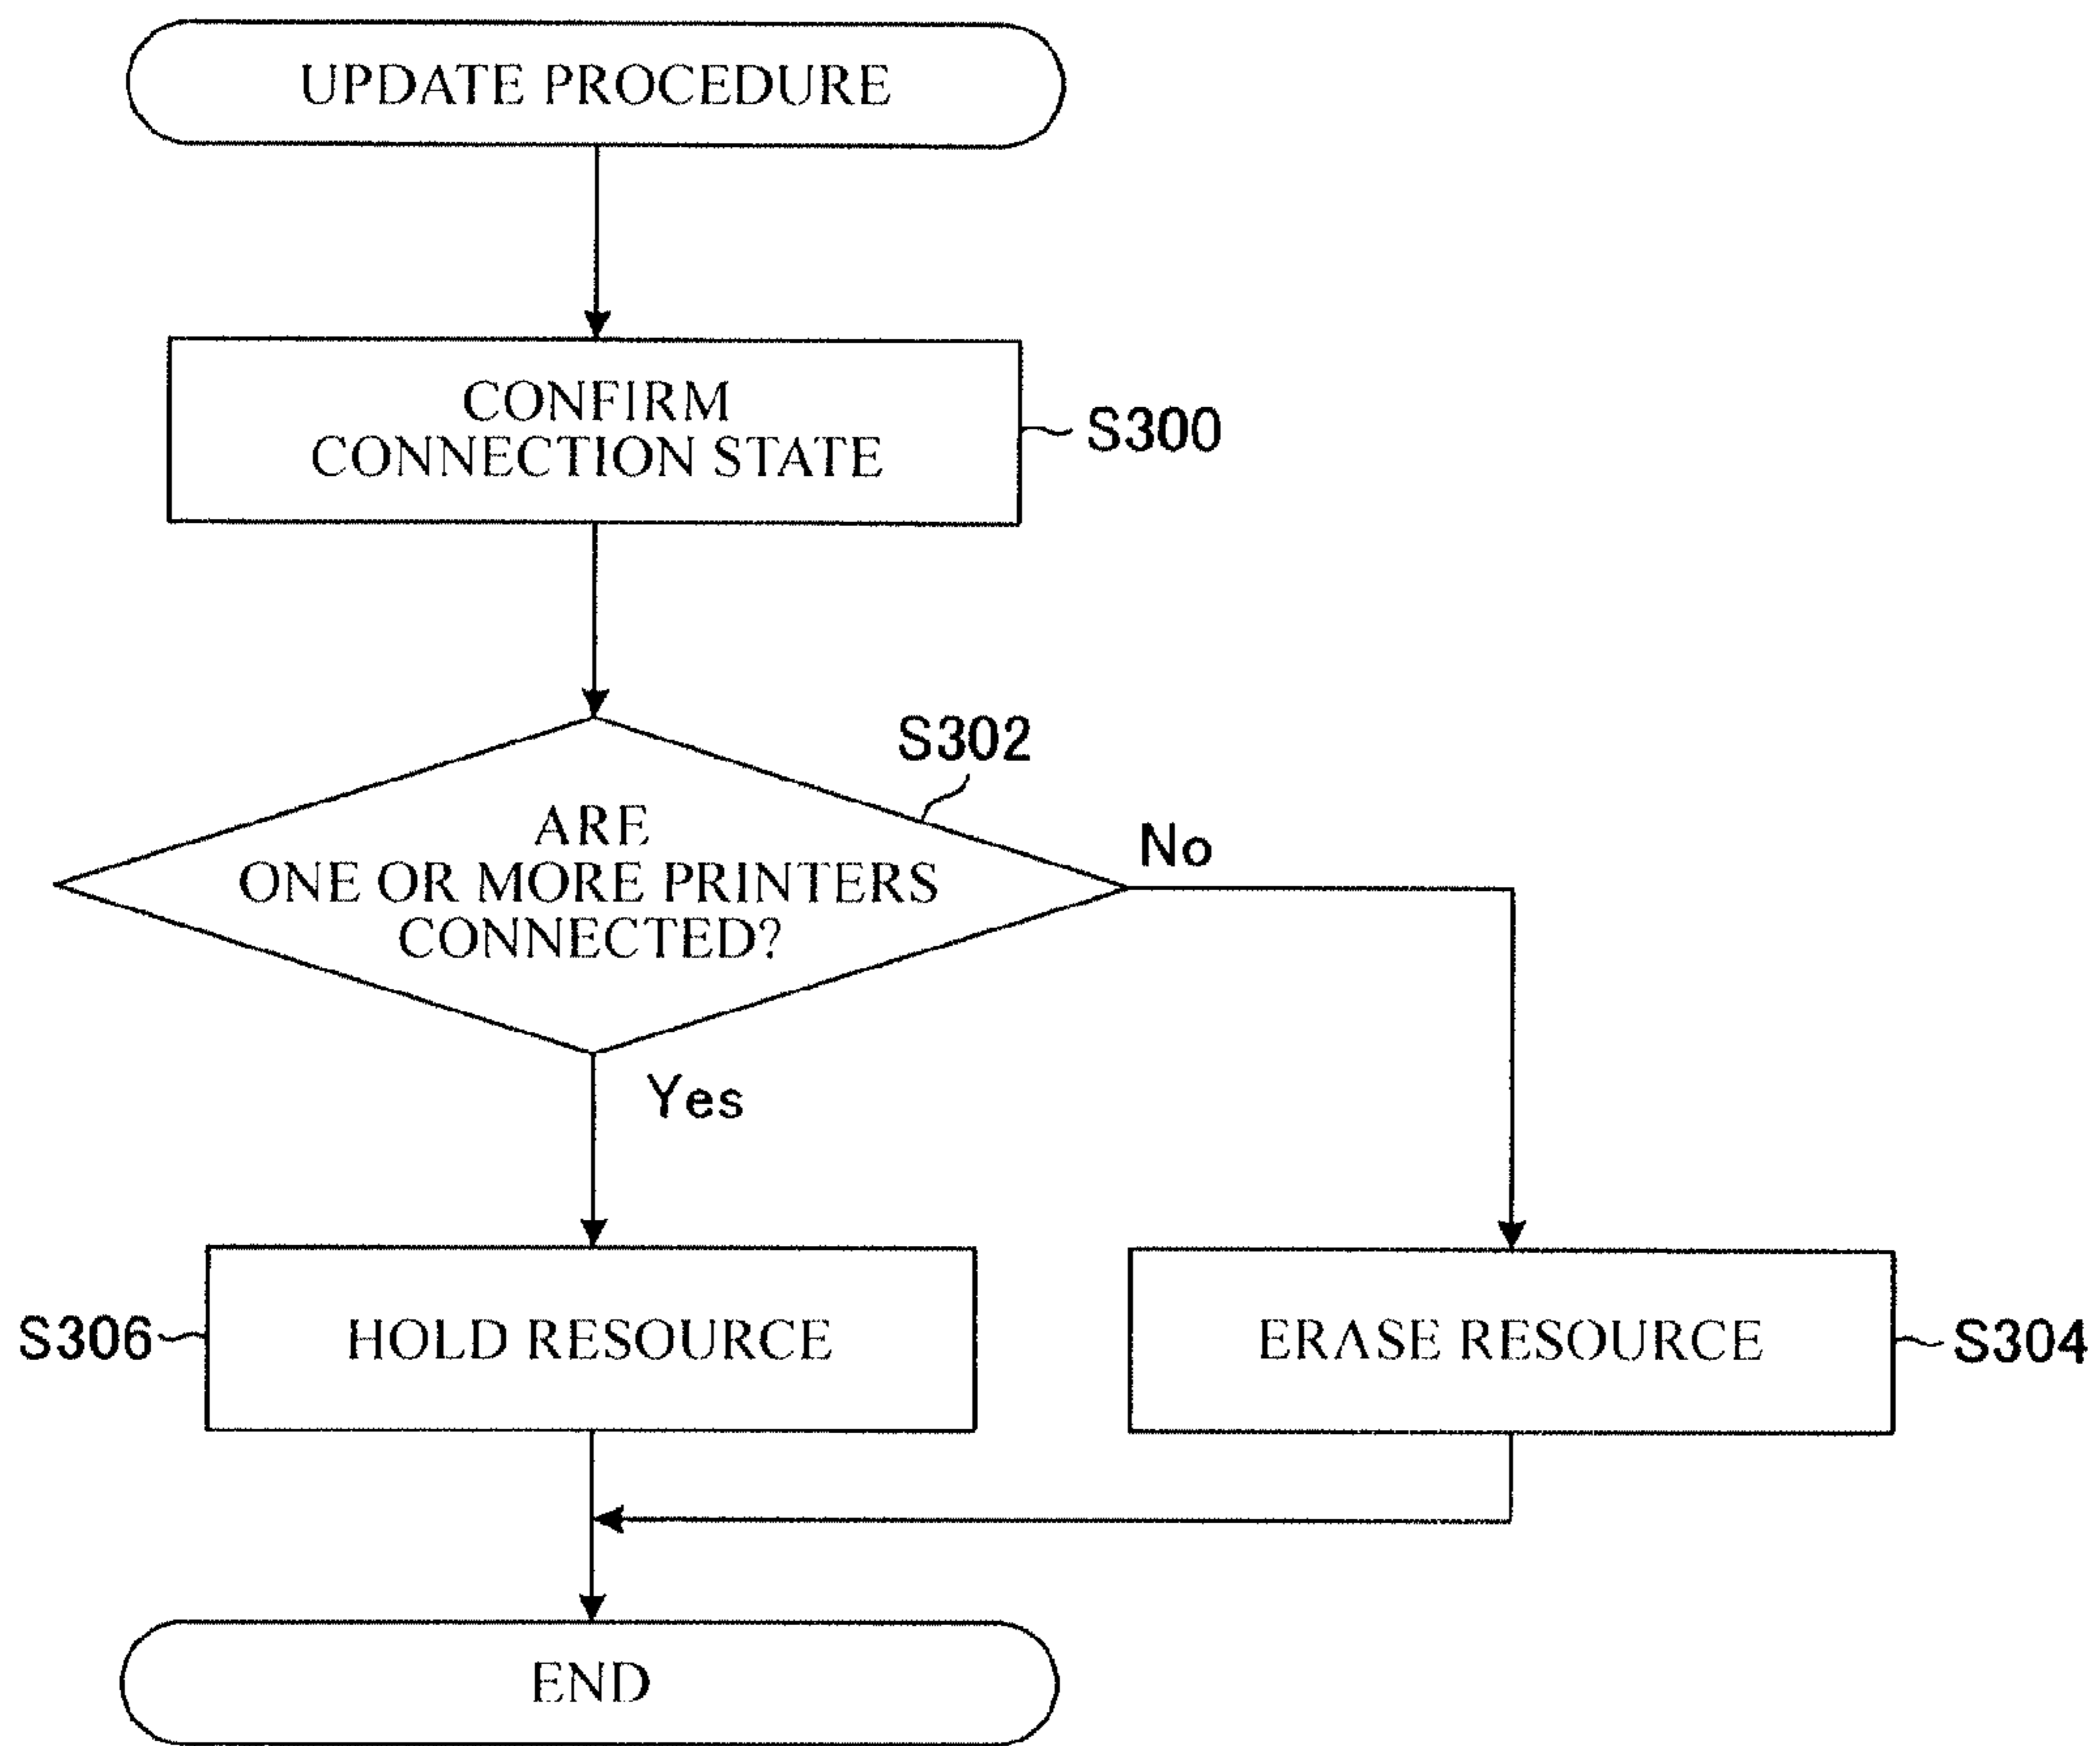 UPDATE PROCEDURE
CONFIRM
CONNECTION STATE
S300
S302
ARE
ONE OR MORE PRINTERS
CONNECTED?
No
Yes
S306
HOLD RESOURCE
ERASE RESOURCE
S304
END